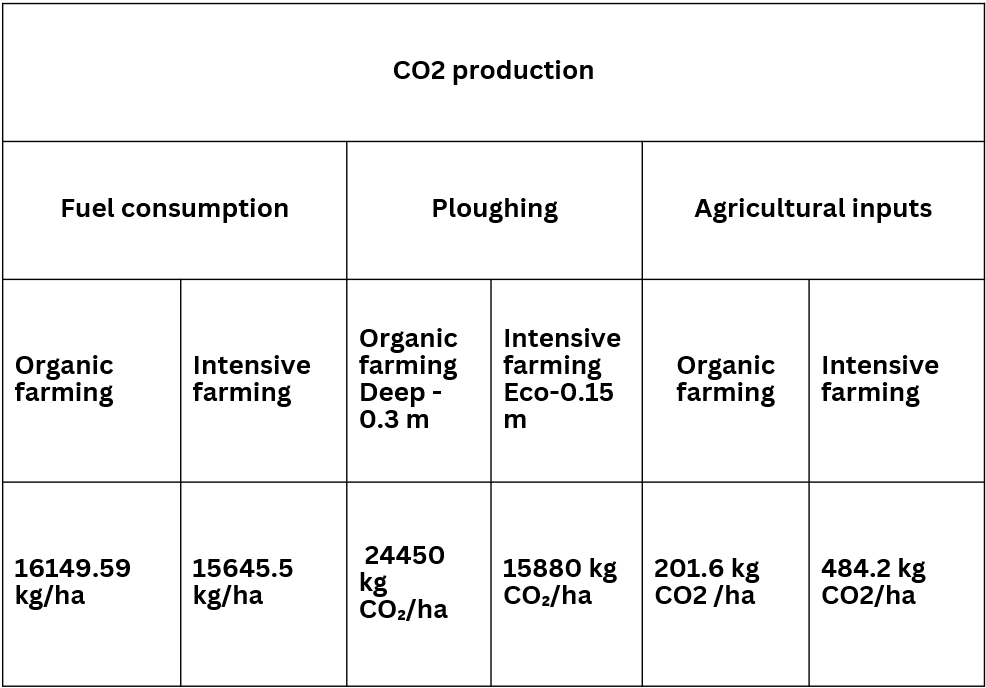 CO2 production
Fuel consumption
Ploughing
Agricultural inputs
Organic
farming
Intensive
farming
Organic
farming
Deep -
0.3 m
Intensive
farming
Eco-0.15
m
Organic
farming
Intensive
farming
16149.59
kg/ha
15645.5
kg/ha
24450
kg
CO₂/ha
15880 kg
CO₂/ha
201.6 kg
CO2 /ha
484.2 kg
CO2/ha